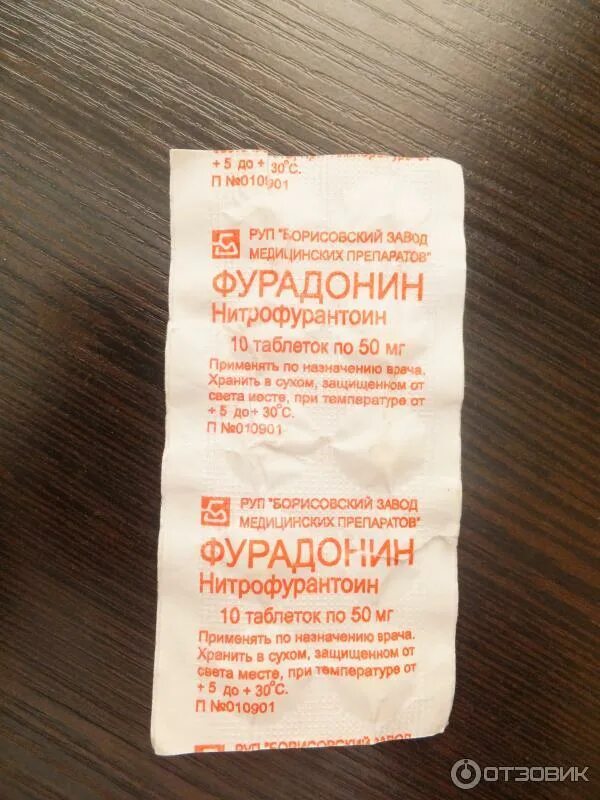 + 5 до + 30°С.
П №010901
РУП "БОРИСОВСКИЙ ЗАВОД
МЕДИЦИНСКИХ ПРЕПАРАТОВ"
ФУРАДОНИН
Нитрофурантоин
10 таблеток по 50 мг
Применять по назначению врача.
Хранить в сухом, защищенном от
света месте, при температуре от
+ 5 до+ 30°С.
П №010901
РУП "БОРИСОВСКИЙ ЗАВОД
МЕДИЦИНСКИХ ПРЕПАРАТОВ"
ФУРАДОНИН
Нитрофурантоин
10 таблеток по 50 мг
Применять по назначению врача.
Хранить в сухом, защищенном от
света месте, при температуре от
+ 5 до + 30°С.
П №010901
РУП "БОРИСОВСКИЙ ЗАВОД
ОТЗОВИК